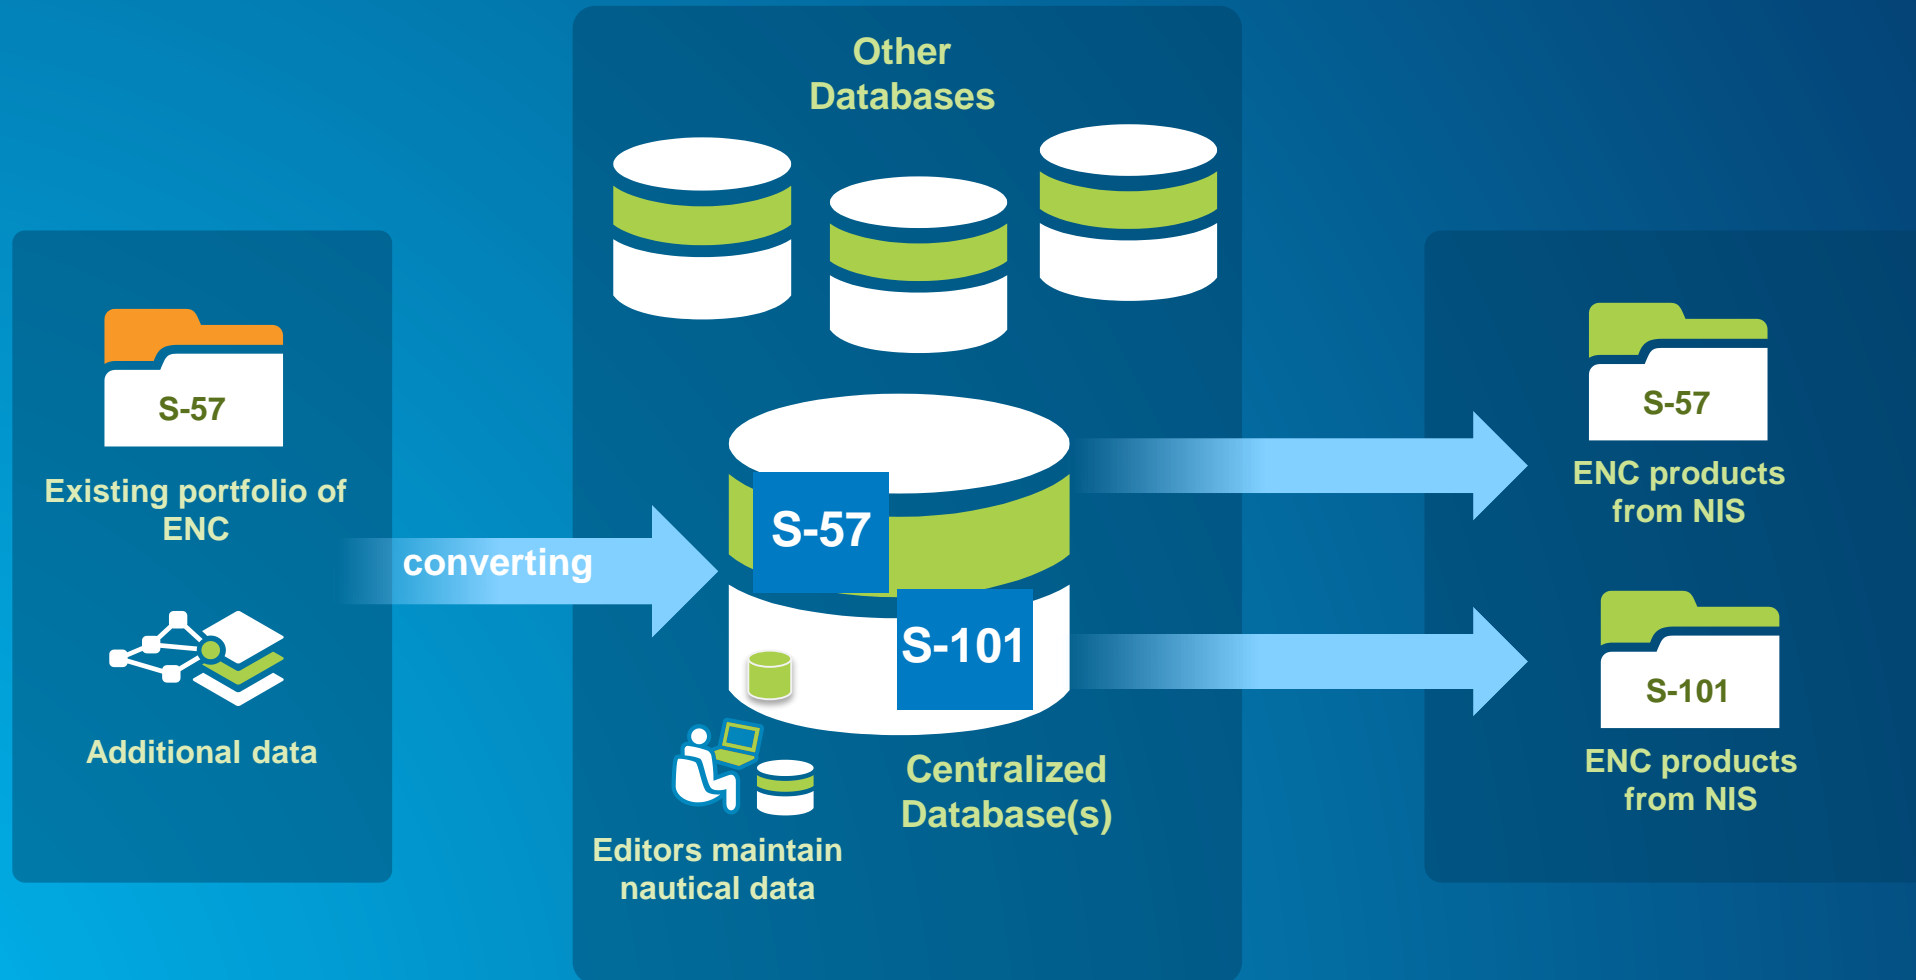 Other
Databases
S-57
Existing portfolio of
ENC
Additional data
converting
S-57
S-101
Editors maintain
nautical data
Centralized
Database(s)
S-57
ENC products
from NIS
S-101
ENC products
from NIS